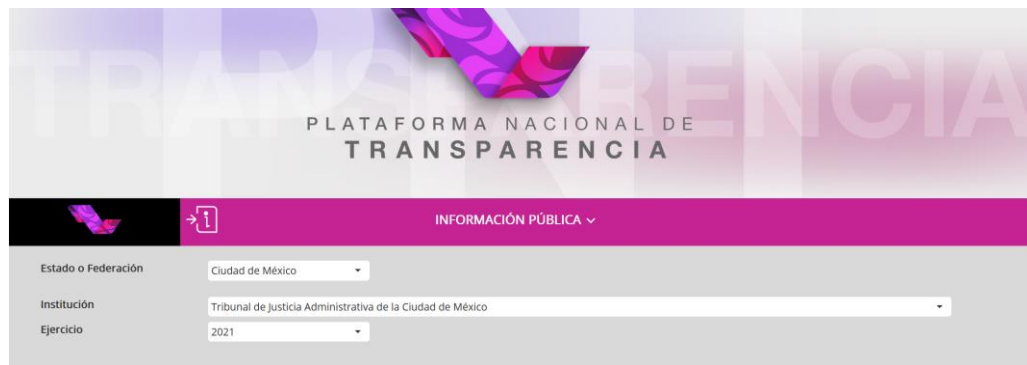 PNT
TRANSPARENCIA
PLATAFORMA NACIONAL DE
TRANSPARENCIA
INFORMACIÓN PÚBLICA
Estado o Federación
Ciudad de México
Institución
Tribunal de Justicia Administrativa de la Ciudad de México
Ejercicio
2021